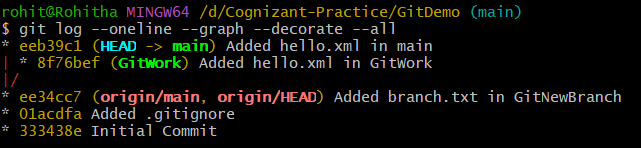 rohit@Rohitha MINGW64 /d/Cognizant-Practice/GitDemo (main)
$ git log --oneline --graph --decorate --all
* eeb39c1 (HEAD -> main) Added hello.xml in main
| * 8f76bef (GitWork) Added hello.xml in GitWork
|/
* ee34cc7 (origin/main, origin/HEAD) Added branch.txt in GitNewBranch
* 01acdfa Added .gitignore
* 333438e Initial Commit